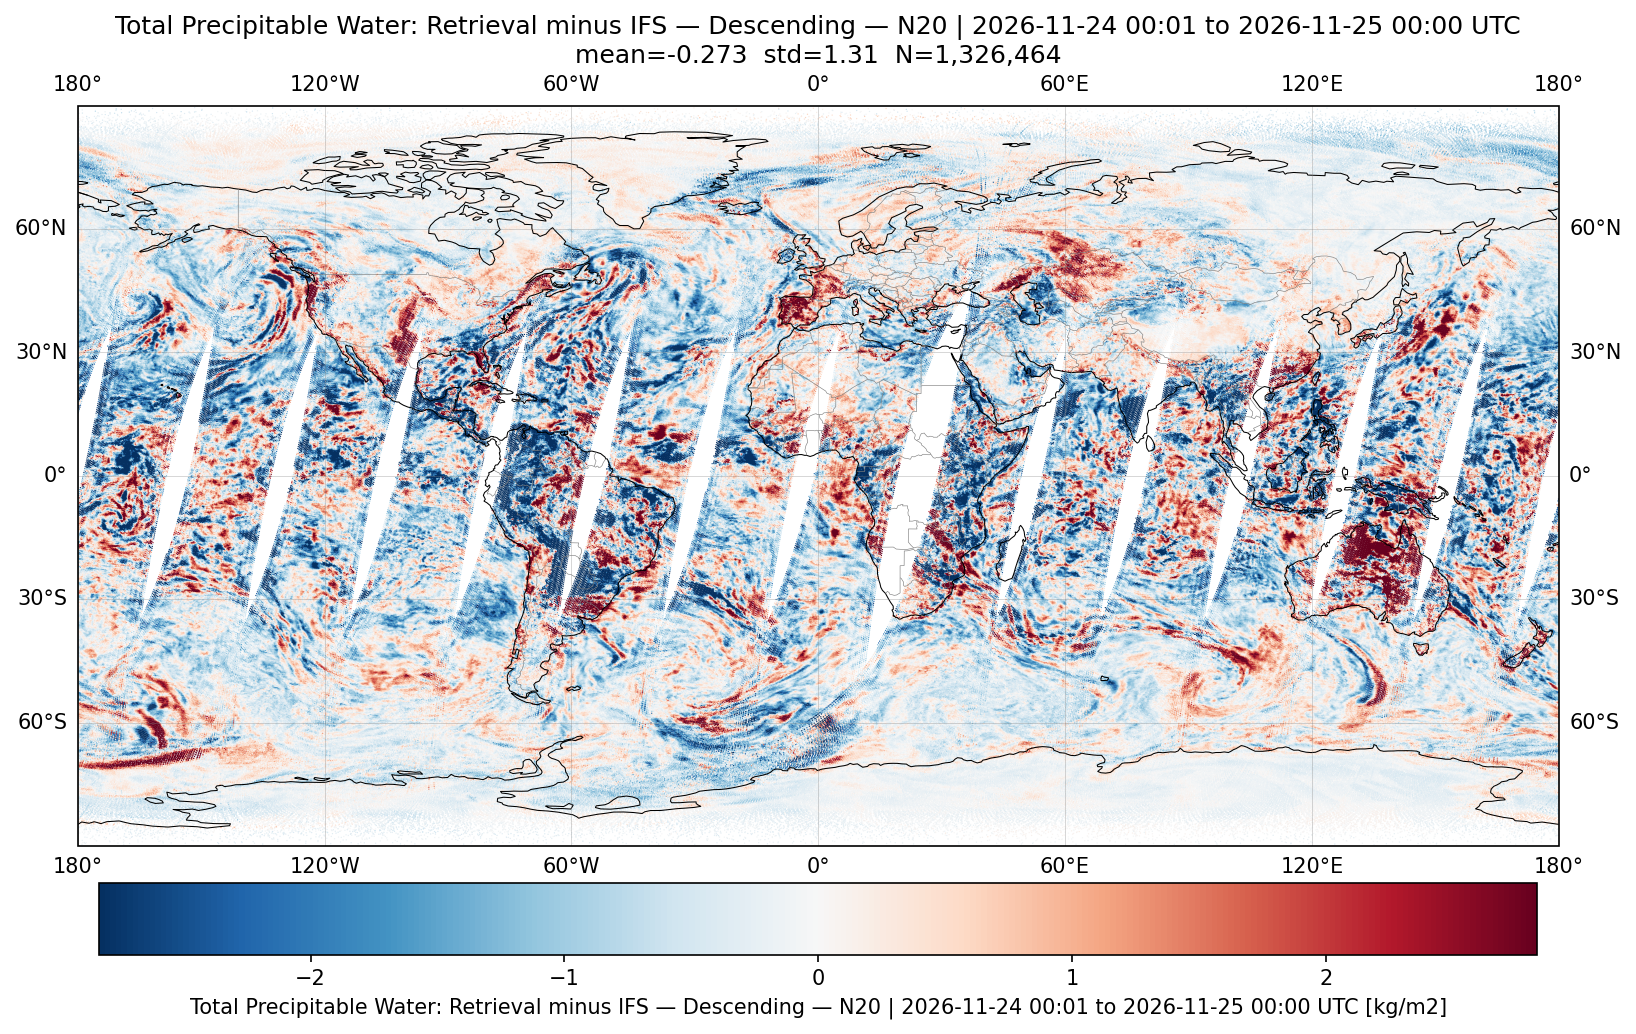 Total Precipitable Water: Retrieval minus IFS — Descending — N20 | 2026-11-24 00:01 to 2026-11-25 00:00 UTC
mean=-0.273 std=1.31 N=1,326,464
180° 120°W 60°W 0° 60°E 120°E 180°
60°N 60°N
30°N 30°N
0° 0°
30°S 30°S
60°S 60°S
180° 120°W 60°W 0° 60°E 120°E 180°
−2 −1 0 1 2
Total Precipitable Water: Retrieval minus IFS — Descending — N20 | 2026-11-24 00:01 to 2026-11-25 00:00 UTC [kg/m2]